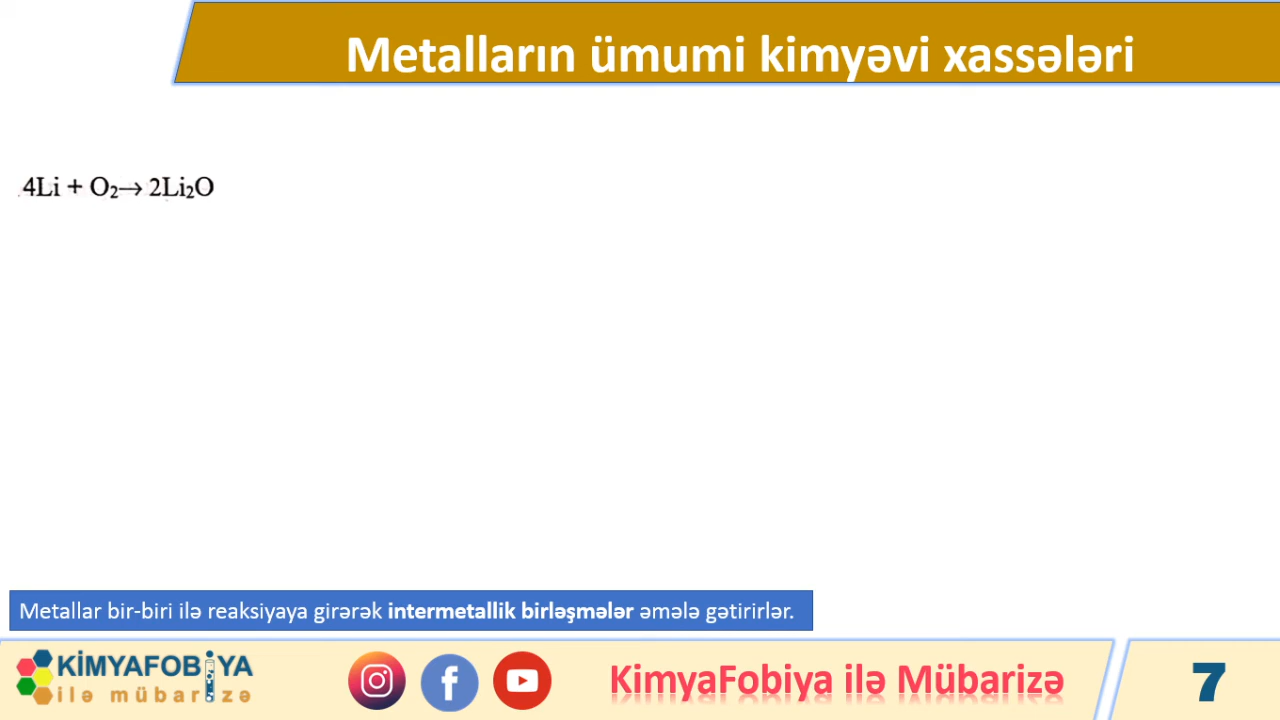 Metalların ümumi kimyəvi xassələri
4Li + O₂→ 2Li₂O
Metallar bir-biri ilə reaksiyaya girərək intermetallik birləşmələr əmələ gətirirlər.
KİMYAFOBİYA
ilə mübarizə
KimyaFobiya ilə Mübarizə
7